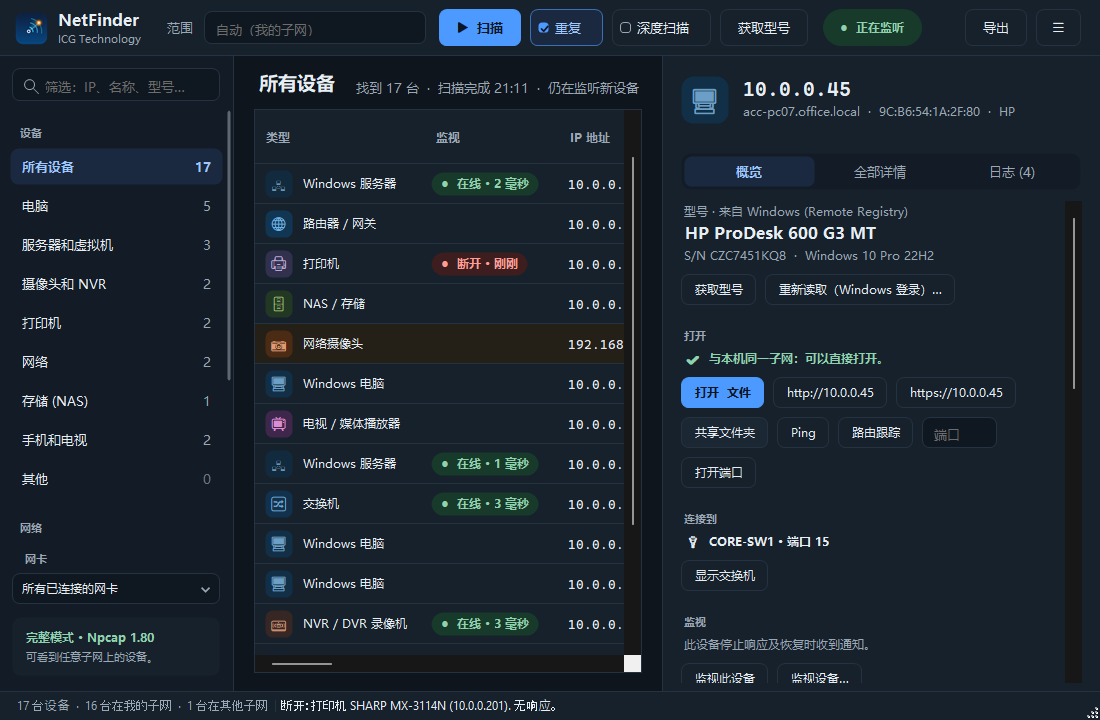 NetFinder
ICG Technology
范围
自动（我的子网）
扫描
重复
深度扫描
获取型号
正在监听
导出
筛选：IP、名称、型号...
设备
所有设备 17
电脑 5
服务器和虚拟机 3
摄像头和 NVR 2
打印机 2
网络 2
存储 (NAS) 1
手机和电视 2
其他 0
网络
网卡
所有已连接的网卡
完整模式 • Npcap 1.80
可看到任意子网上的设备。
所有设备 找到 17 台 · 扫描完成 21:11 · 仍在监听新设备
类型 监视 IP 地址
Windows 服务器 在线 • 2 毫秒 10.0.0.
路由器 / 网关 10.0.0.
打印机 断开 • 刚刚 10.0.0.
NAS / 存储 10.0.0.
网络摄像头 192.168
Windows 电脑 10.0.0.
电视 / 媒体播放器 10.0.0.
Windows 服务器 在线 • 1 毫秒 10.0.0.
交换机 在线 • 3 毫秒 10.0.0.
Windows 电脑 10.0.0.
Windows 电脑 10.0.0.
NVR / DVR 录像机 在线 • 3 毫秒 10.0.0.
10.0.0.45
acc-pc07.office.local · 9C:B6:54:1A:2F:80 · HP
概览 全部详情 日志 (4)
型号 · 来自 Windows (Remote Registry)
HP ProDesk 600 G3 MT
S/N CZC7451KQ8 · Windows 10 Pro 22H2
获取型号 重新读取（Windows 登录）...
打开
与本机同一子网：可以直接打开。
打开 文件 http://10.0.0.45 https://10.0.0.45
共享文件夹 Ping 路由跟踪 端口
打开端口
连接到
CORE-SW1 • 端口 15
显示交换机
监视
此设备停止响应及恢复时收到通知。
监视此设备 监视设备...
17 台设备 · 16 台在我的子网 · 1 台在其他子网 断开: 打印机 SHARP MX-3114N (10.0.0.201). 无响应。